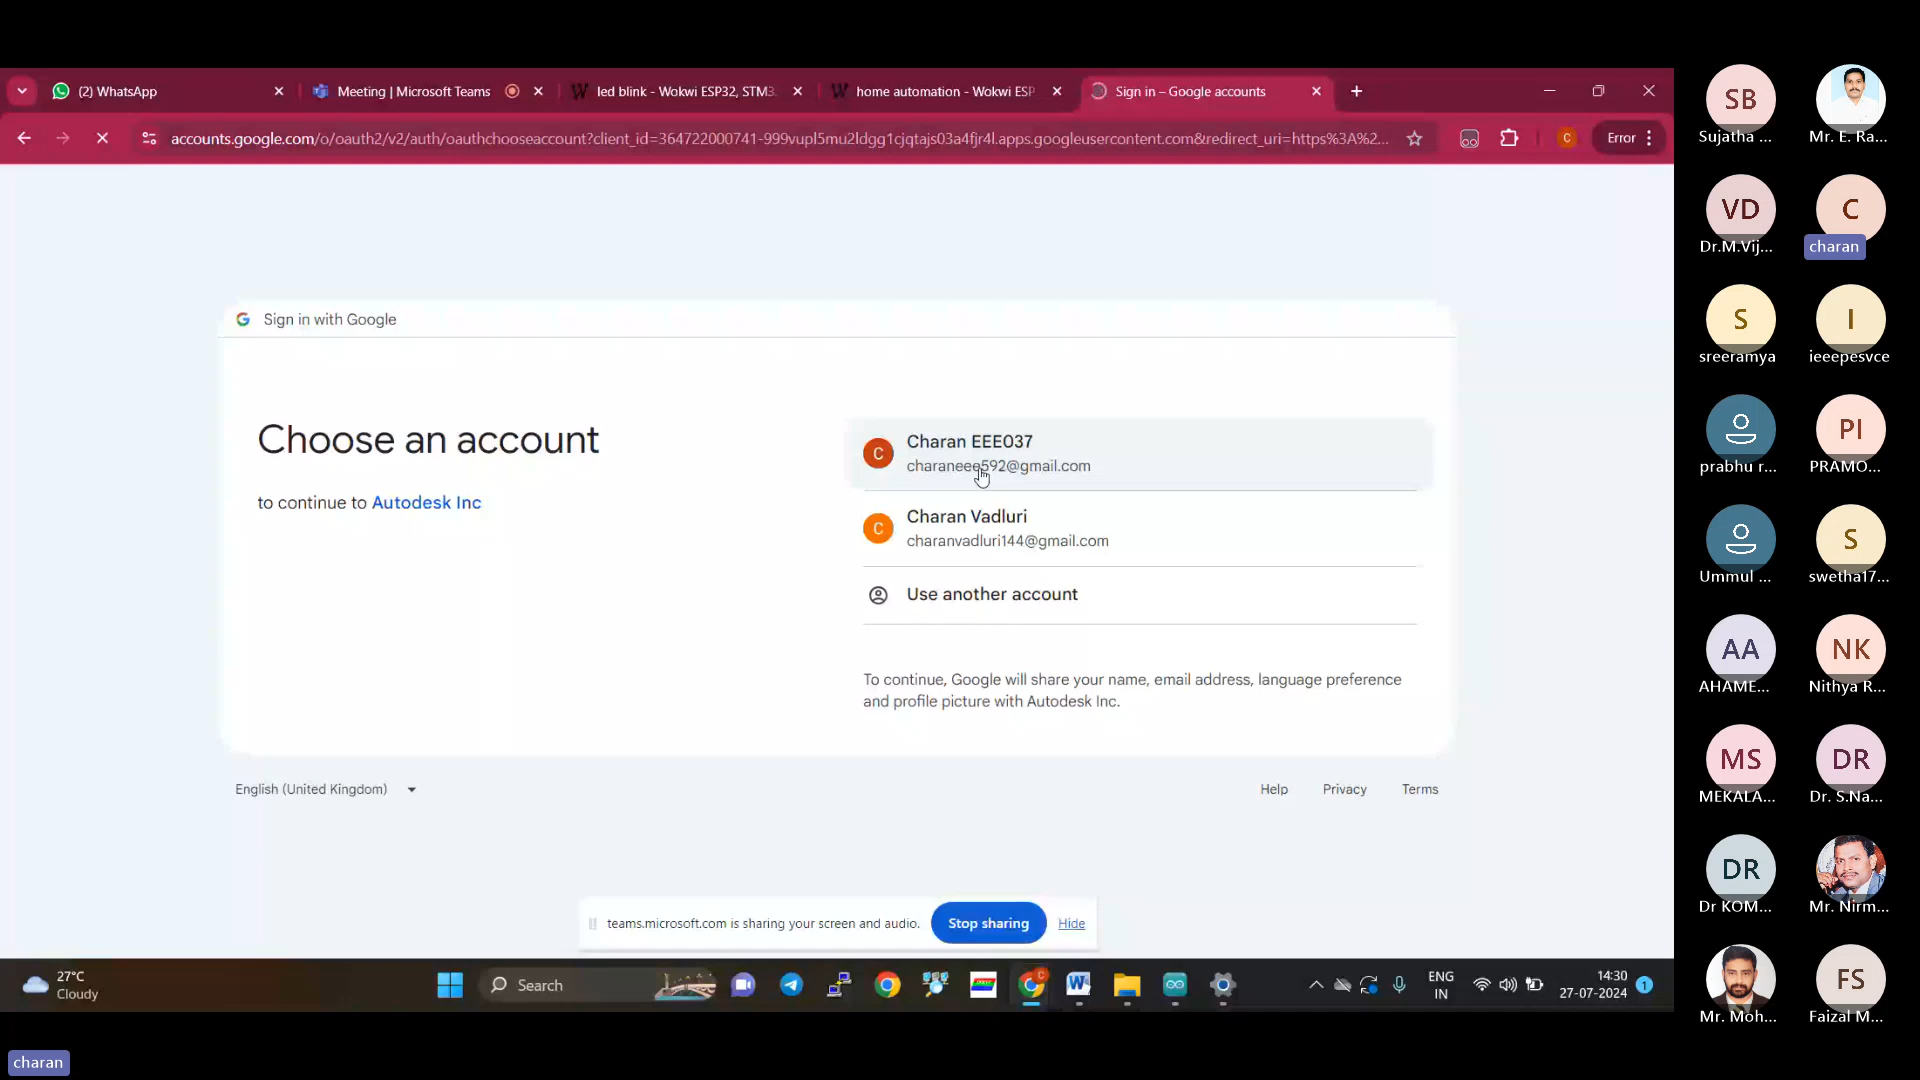 (2) WhatsApp
Meeting | Microsoft Teams
led blink - Wokwi ESP32, STM3
home automation - Wokwi ESP
Sign in – Google accounts
accounts.google.com/o/oauth2/v2/auth/oauthchooseaccount?client_id=364722000741-999vupl5mu2ldgg1cjqtajs03a4fjr4l.apps.googleusercontent.com&redirect_uri=https%3A%2...
C
Error
Sign in with Google
Choose an account
to continue to Autodesk Inc
C
Charan EEE037
charaneee592@gmail.com
C
Charan Vadluri
charanvadluri144@gmail.com
Use another account
To continue, Google will share your name, email address, language preference
and profile picture with Autodesk Inc.
English (United Kingdom)
Help
Privacy
Terms
teams.microsoft.com is sharing your screen and audio.
Stop sharing
Hide
27°C
Cloudy
Search
ENG
IN
14:30
27-07-2024
1
charan
SB
Sujatha ...
Mr. E. Ra...
VD
Dr.M.Vij...
C
charan
S
sreeramya
I
ieeepesvce
prabhu r...
PI
PRAMO...
Ummul ...
S
swetha17...
AA
AHAME...
NK
Nithya R...
MS
MEKALA...
DR
Dr. S.Na...
DR
Dr KOM...
Mr. Nirm...
Mr. Moh...
FS
Faizal M...